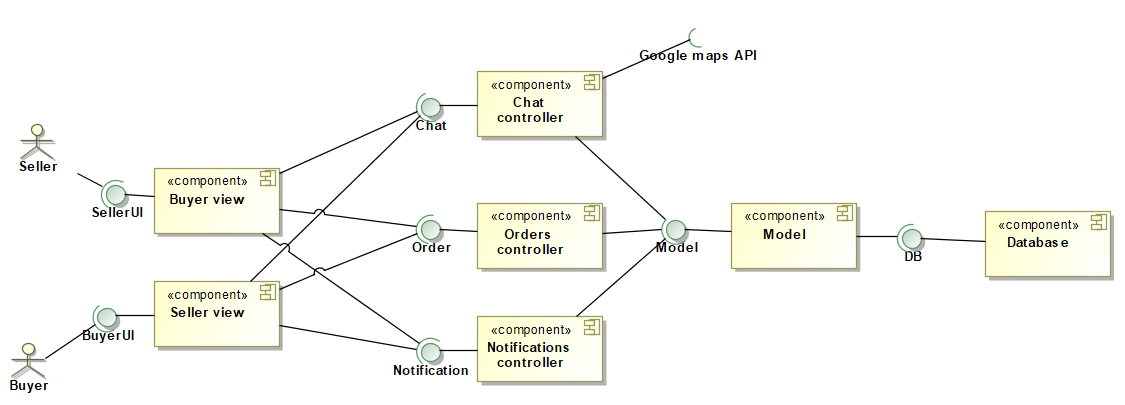 Google maps API
«component»
Chat
controller
Chat
Seller
SellerUI
«component»
Buyer view
Order
«component»
Orders
controller
Model
«component»
Model
DB
«component»
Database
«component»
Seller view
BuyerUI
Buyer
Notification
«component»
Notifications
controller